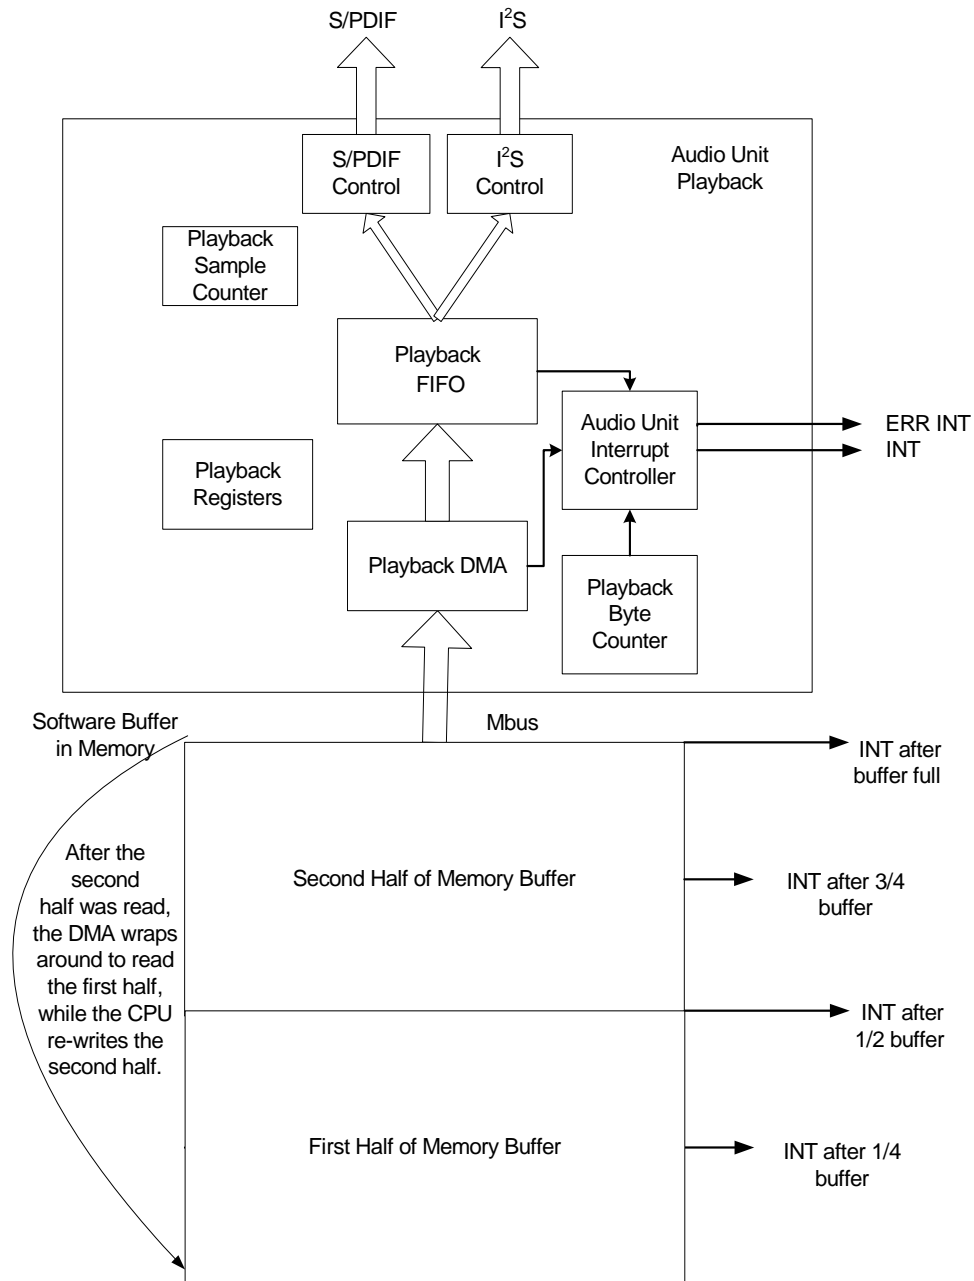 S/PDIF
I²S
S/PDIF
Control
I²S
Control
Audio Unit
Playback
Playback
Sample
Counter
Playback
FIFO
Audio Unit
Interrupt
Controller
ERR INT
INT
Playback
Registers
Playback DMA
Playback
Byte
Counter
Software Buffer
in Memory
Mbus
INT after
buffer full
After the
second
half was read,
the DMA wraps
around to read
the first half,
while the CPU
re-writes the
second half.
Second Half of Memory Buffer
INT after 3/4
buffer
INT after
1/2 buffer
First Half of Memory Buffer
INT after 1/4
buffer